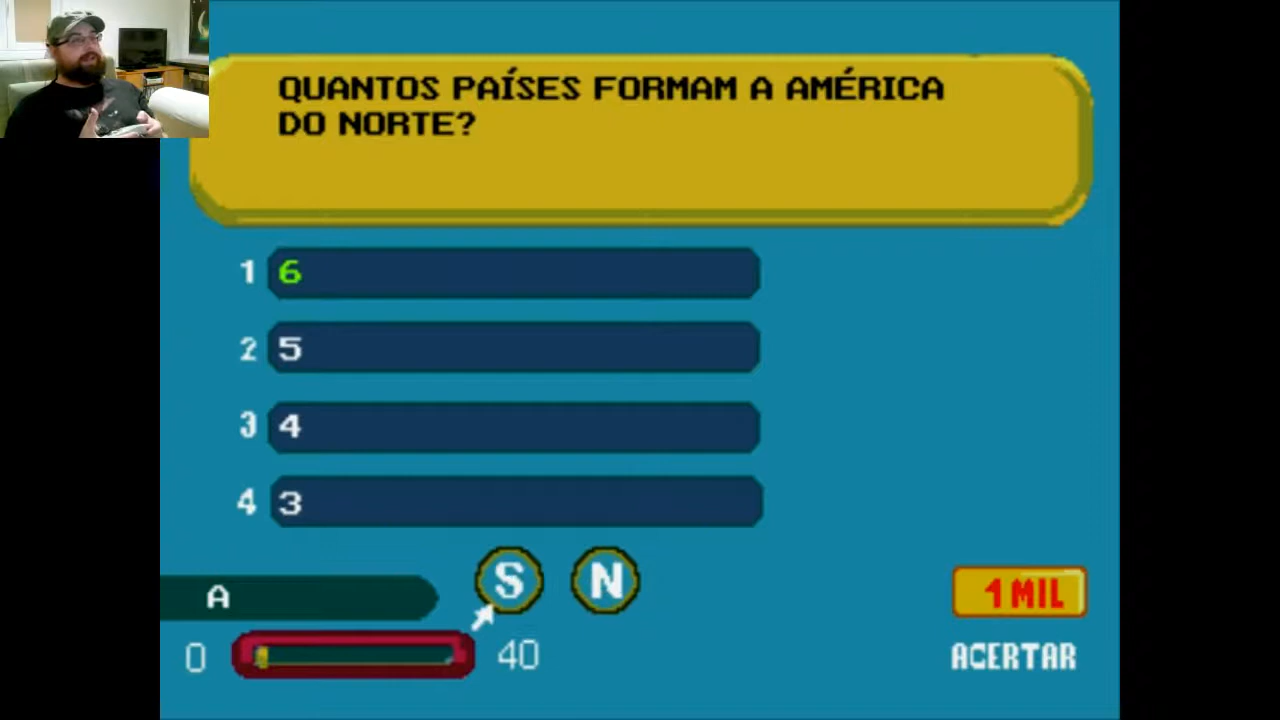 QUANTOS PAÍSES FORMAM A AMÉRICA
DO NORTE?
1 6
2 5
3 4
4 3
A
S N
1 MIL
0 40
ACERTAR